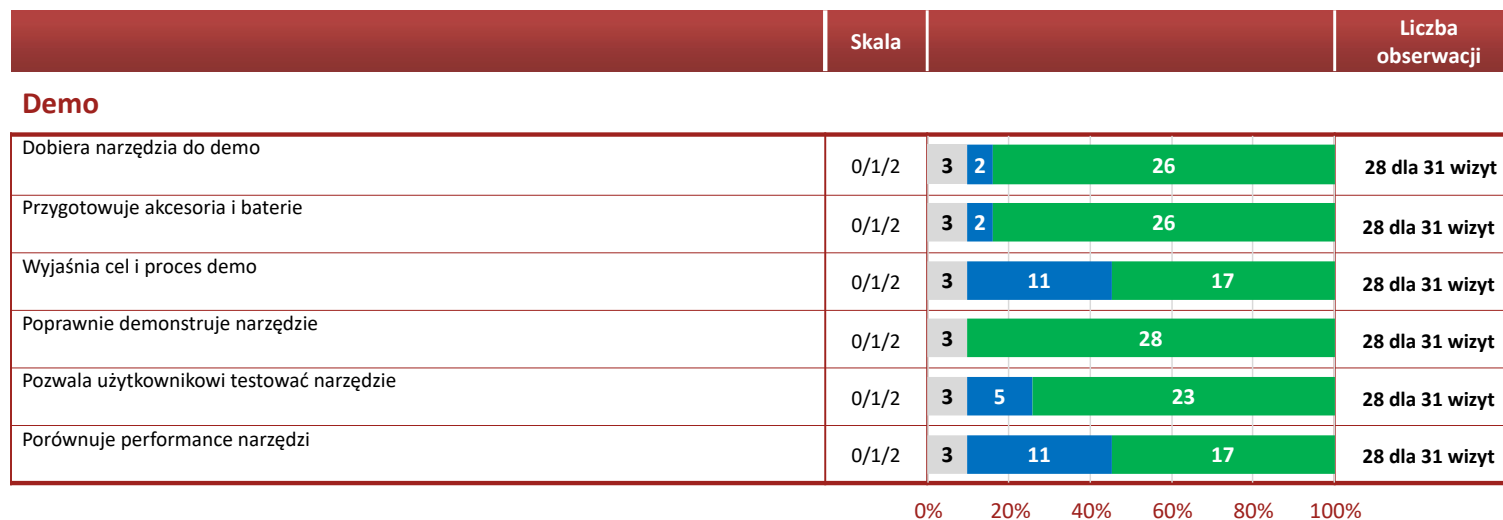 Skala
Liczba
obserwacji
Demo
Dobiera narzędzia do demo
0/1/2
3 2 26
28 dla 31 wizyt
Przygotowuje akcesoria i baterie
0/1/2
3 2 26
28 dla 31 wizyt
Wyjaśnia cel i proces demo
0/1/2
3 11 17
28 dla 31 wizyt
Poprawnie demonstruje narzędzie
0/1/2
3 28
28 dla 31 wizyt
Pozwala użytkownikowi testować narzędzie
0/1/2
3 5 23
28 dla 31 wizyt
Porównuje performance narzędzi
0/1/2
3 11 17
28 dla 31 wizyt
0% 20% 40% 60% 80% 100%